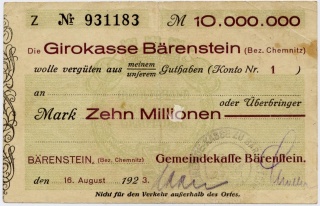 Z № 931183 M 10.000.000
Die Girokasse Bärenstein (Bez. Chemnitz)
wolle vergüten aus meinem unserem Guthaben (Konto Nr. 1 )
an oder Überbringer
Mark Zehn Millionen
BÄRENSTEIN, (Bez. Chemnitz) Gemeindekasse Bärenstein.
den 16. August 1923.
Nicht für den Verkehr außerhalb des Ortes.